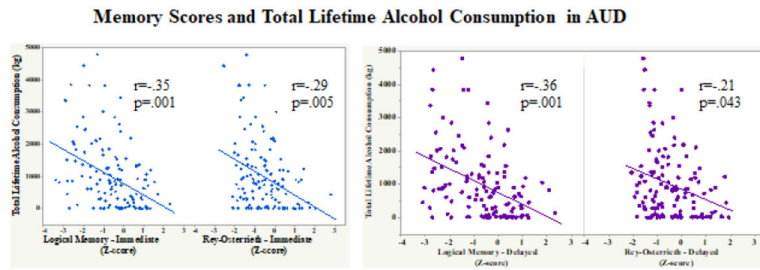 Memory Scores and Total Lifetime Alcohol Consumption in AUD
Total Lifetime Alcohol Consumption (kg)
5000
4000
3000
2000
1000
0
r=-.35
p=.001
r=-.29
p=.005
-4 -3 -2 -1 0 1 2 3 -4 -3 -2 -1 0 1 2 3
Logical Memory - Immediate
(Z-score)
Rey-Osterrieth - Immediate
(Z-score)
Total Lifetime Alcohol Consumption (kg)
5000
4000
3000
2000
1000
0
r=-.36
p=.001
r=-.21
p=.043
-4 -3 -2 -1 0 1 2 3 -4 -3 -2 -1 0 1 2 3
Logical Memory - Delayed
(Z-score)
Rey-Osterrieth - Delayed
(Z-score)